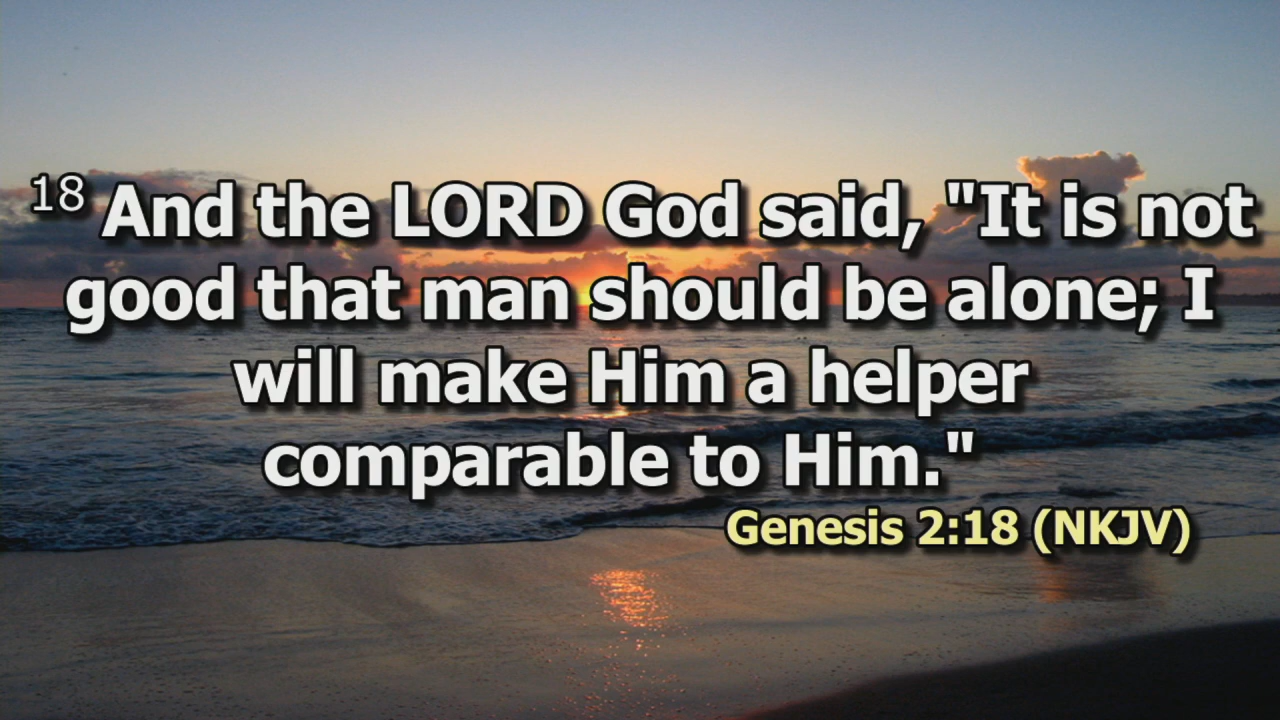 18 And the LORD God said, "It is not
good that man should be alone; I
will make Him a helper
comparable to Him."
Genesis 2:18 (NKJV)